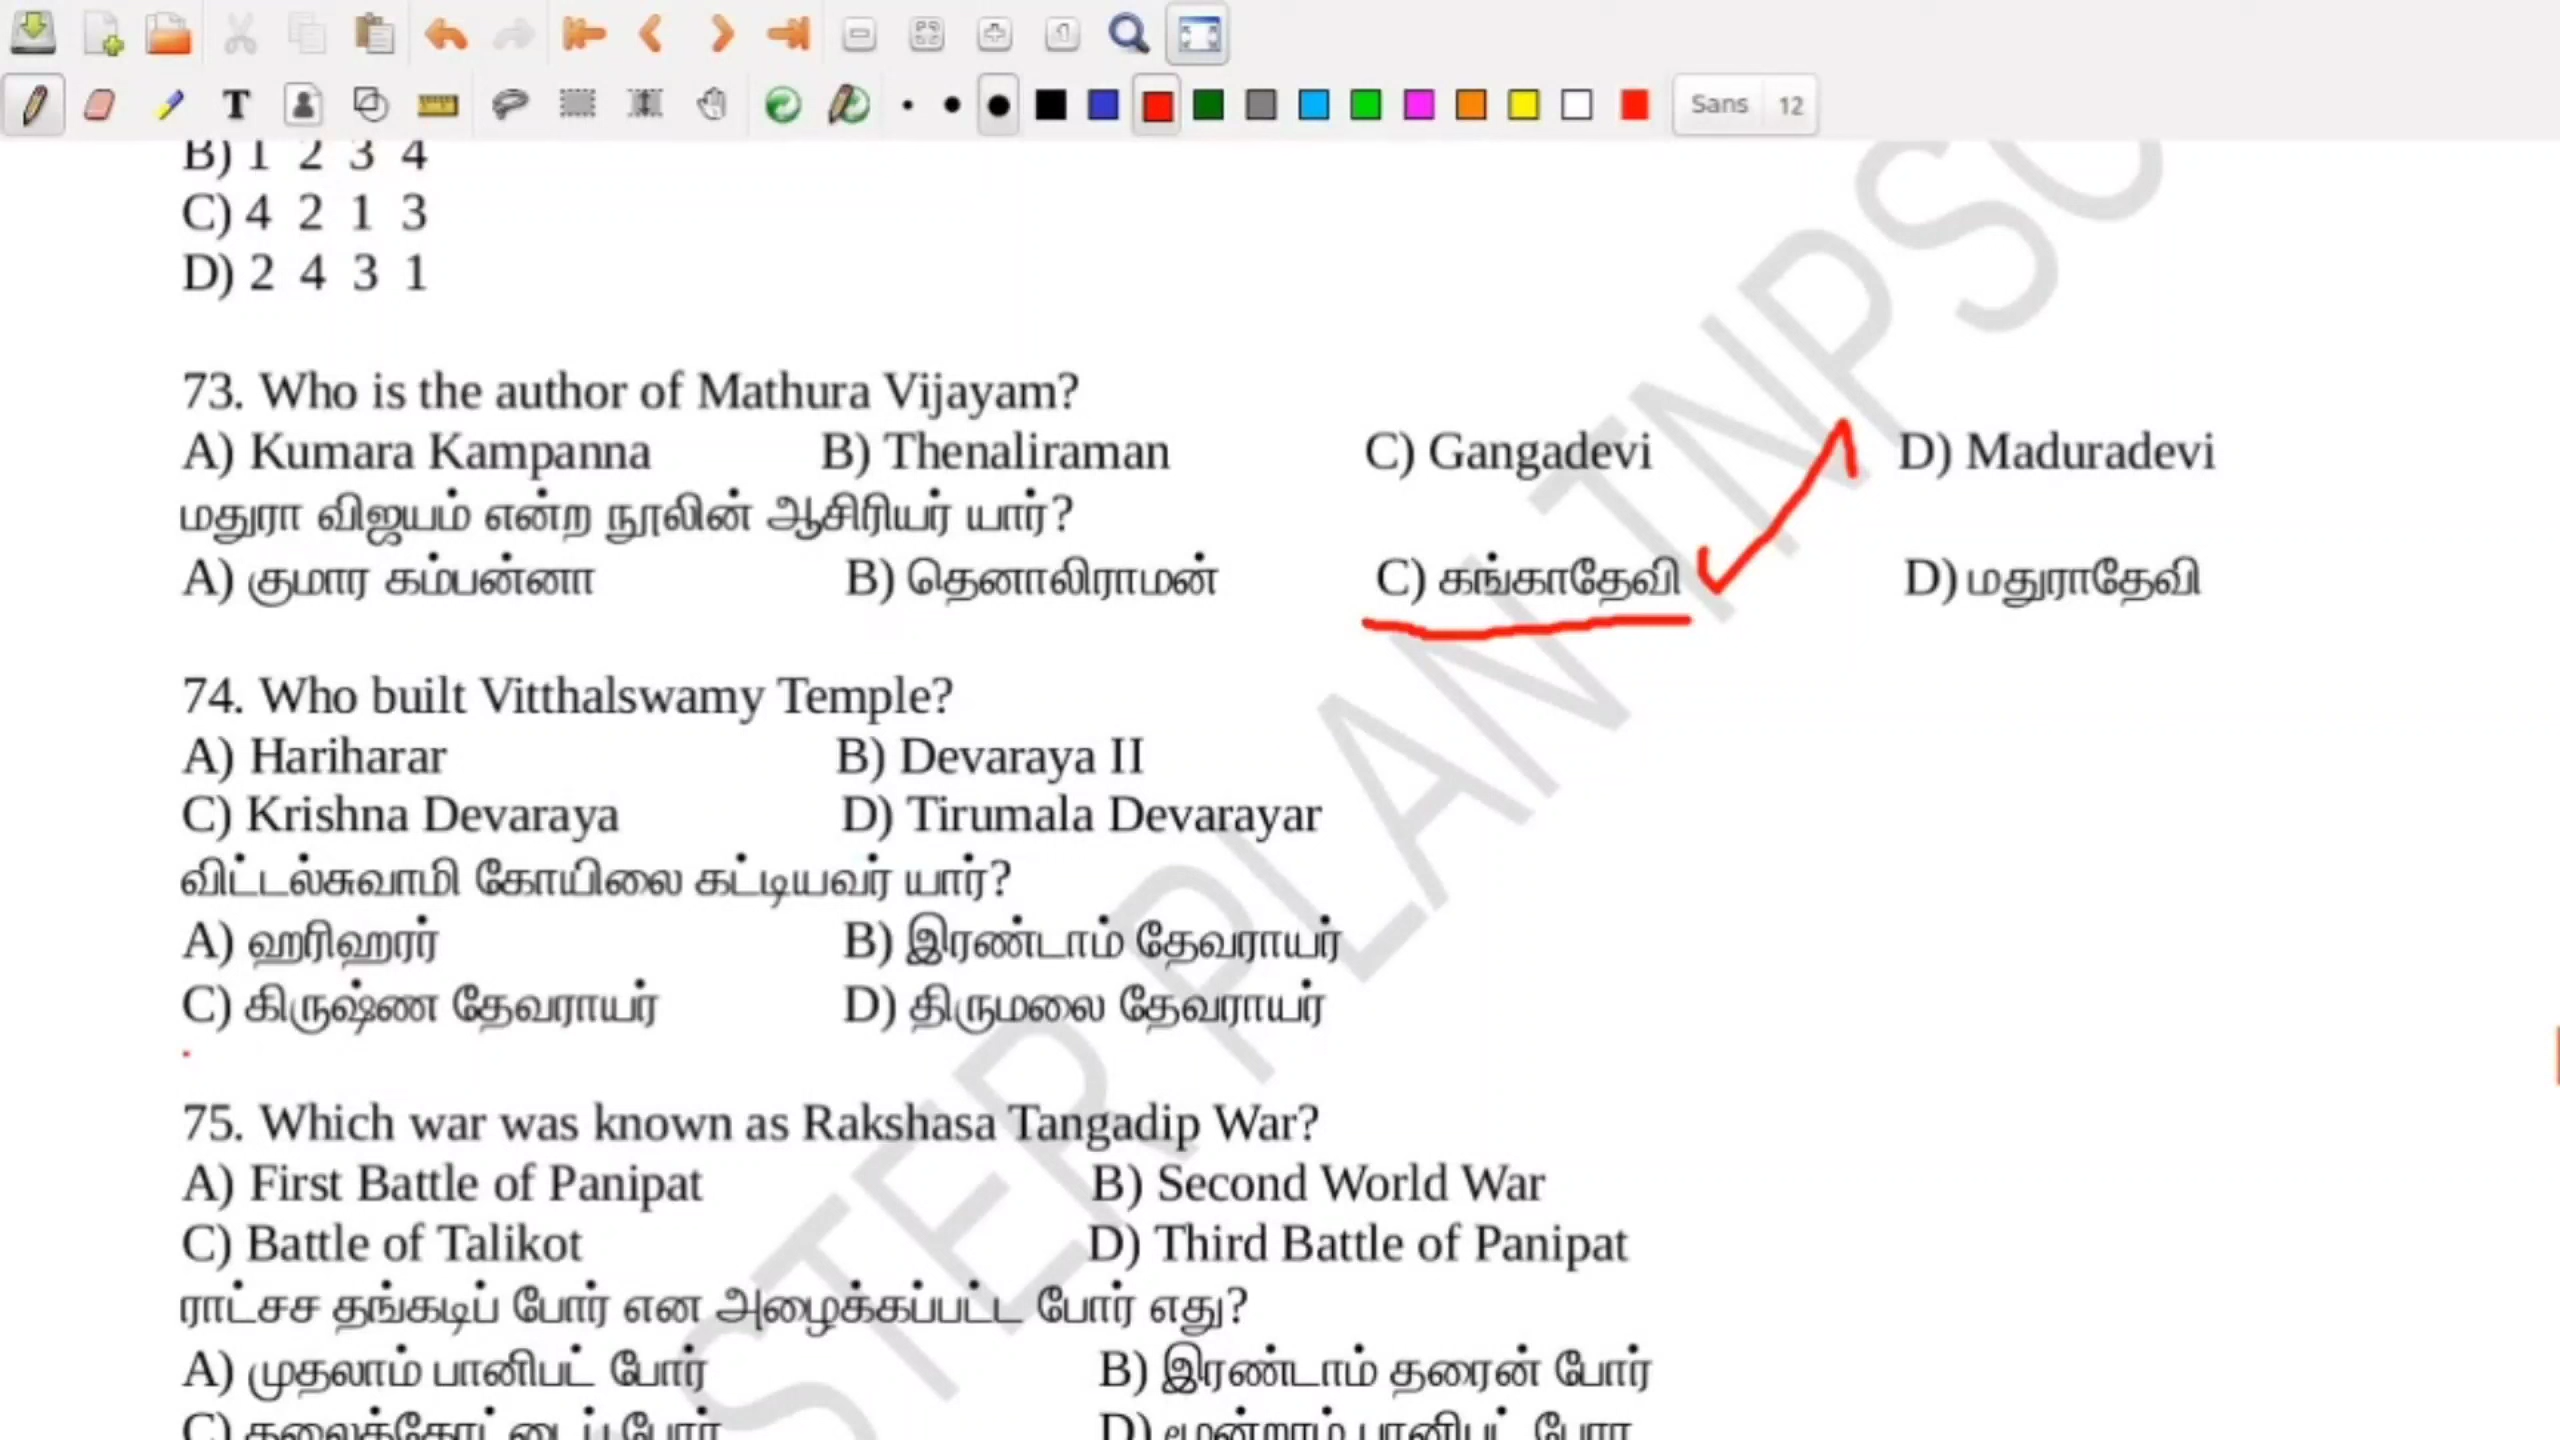 Sans 12
B) 1 2 3 4
C) 4 2 1 3
D) 2 4 3 1
73. Who is the author of Mathura Vijayam?
A) Kumara Kampanna B) Thenaliraman C) Gangadevi D) Maduradevi
மதுரா விஜயம் என்ற நூலின் ஆசிரியர் யார்?
A) குமார கம்பன்னா B) தெனாலிராமன் C) கங்காதேவி D) மதுராதேவி
74. Who built Vitthalswamy Temple?
A) Hariharar B) Devaraya II
C) Krishna Devaraya D) Tirumala Devarayar
விட்டல்சுவாமி கோயிலை கட்டியவர் யார்?
A) ஹரிஹரர் B) இரண்டாம் தேவராயர்
C) கிருஷ்ண தேவராயர் D) திருமலை தேவராயர்
75. Which war was known as Rakshasa Tangadip War?
A) First Battle of Panipat B) Second World War
C) Battle of Talikot D) Third Battle of Panipat
ராட்சச தங்கடிப் போர் என அழைக்கப்பட்ட போர் எது?
A) முதலாம் பானிபட் போர் B) இரண்டாம் தரைன் போர்
C) தலைக்கோட்டைப் போர் D) மூன்றாம் பானிபட் போர்
STER PLAN TNPSC